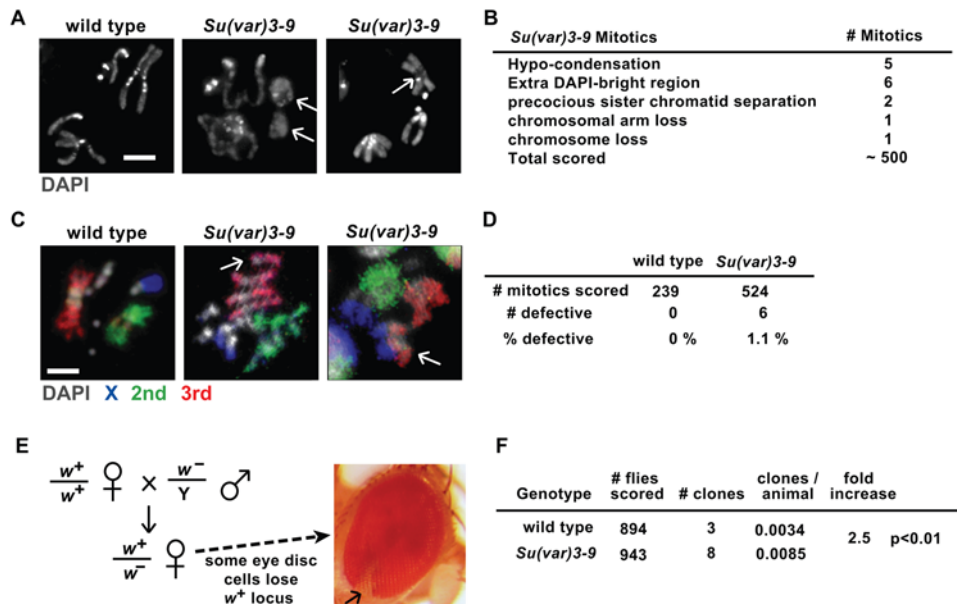 A
wild type Su(var)3-9 Su(var)3-9
DAPI
B
Su(var)3-9 Mitotics # Mitotics
Hypo-condensation 5
Extra DAPI-bright region 6
precocious sister chromatid separation 2
chromosomal arm loss 1
chromosome loss 1
Total scored ~ 500
C
wild type Su(var)3-9 Su(var)3-9
DAPI X 2nd 3rd
D
wild type Su(var)3-9
# mitotics scored 239 524
# defective 0 6
% defective 0 % 1.1 %
E
w+ w−
w+ ♀ × Y ♂
w+
w− ♀
some eye disc
cells lose
w+ locus
F
# flies clones / fold
Genotype scored # clones animal increase
wild type 894 3 0.0034
2.5 p<0.01
Su(var)3-9 943 8 0.0085